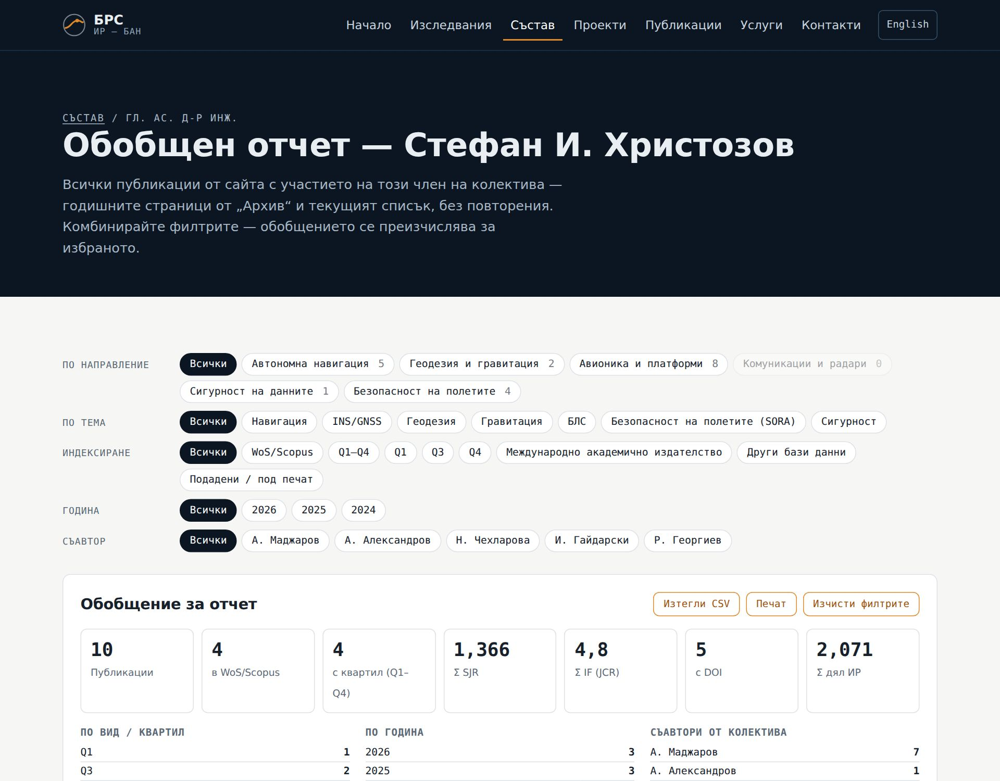 БРС
ИР — БАН
Начало Изследвания Състав Проекти Публикации Услуги Контакти English
СЪСТАВ / ГЛ. АС. Д-Р ИНЖ.
Обобщен отчет — Стефан И. Христозов
Всички публикации от сайта с участието на този член на колектива —
годишните страници от „Архив“ и текущият списък, без повторения.
Комбинирайте филтрите — обобщението се преизчислява за
избраното.
ПО НАПРАВЛЕНИЕ Всички Автономна навигация 5 Геодезия и гравитация 2 Авионика и платформи 8 Комуникации и радари 0
Сигурност на данните 1 Безопасност на полетите 4
ПО ТЕМА Всички Навигация INS/GNSS Геодезия Гравитация БЛС Безопасност на полетите (SORA) Сигурност
ИНДЕКСИРАНЕ Всички WoS/Scopus Q1–Q4 Q1 Q3 Q4 Международно академично издателство Други бази данни
Подадени / под печат
ГОДИНА Всички 2026 2025 2024
СЪАВТОР Всички А. Маджаров А. Александров Н. Чехларова И. Гайдарски Р. Георгиев
Обобщение за отчет Изтегли CSV Печат Изчисти филтрите
10 4 4 1,366 4,8 5 2,071
Публикации в WoS/Scopus с квартил (Q1– Σ SJR Σ IF (JCR) с DOI Σ дял ИР
Q4)
ПО ВИД / КВАРТИЛ ПО ГОДИНА СЪАВТОРИ ОТ КОЛЕКТИВА
Q1 1 2026 3 А. Маджаров 7
Q3 2 2025 3 А. Александров 1